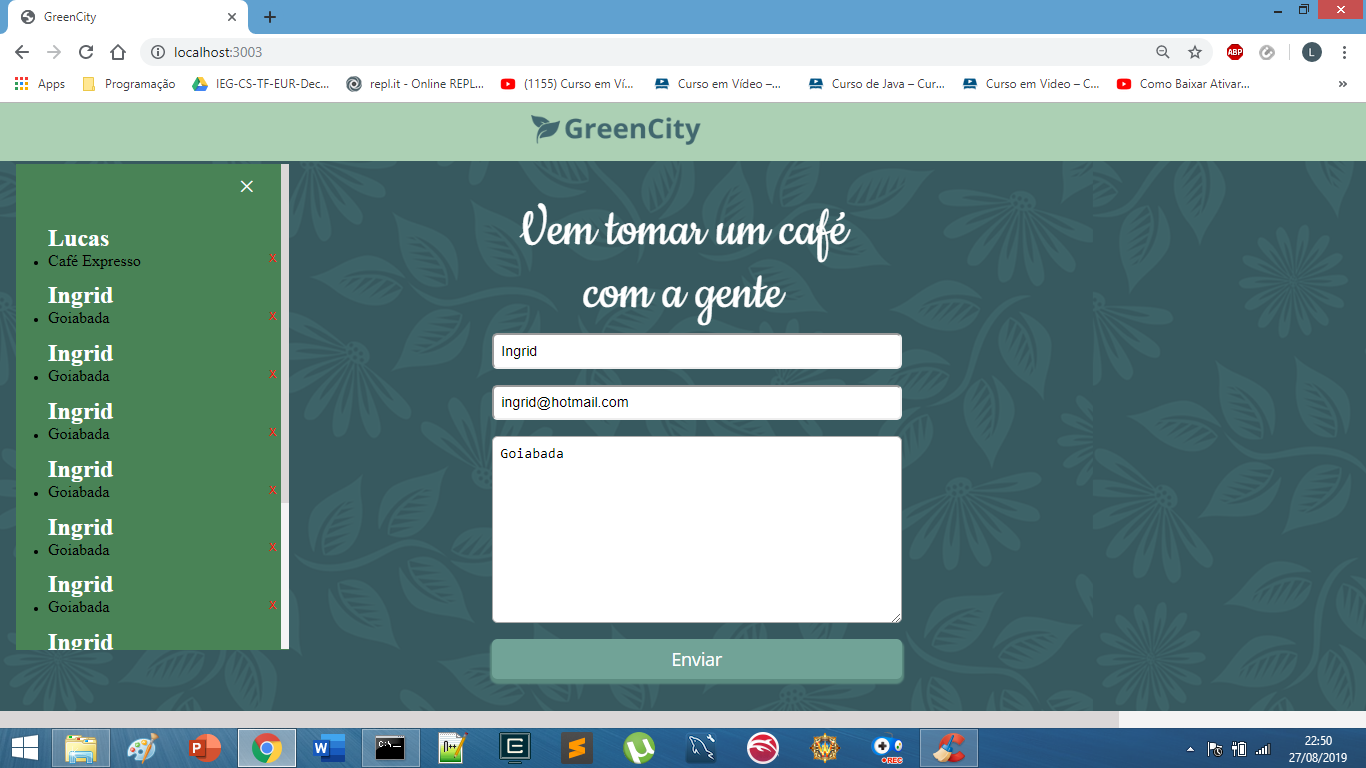 GreenCity
localhost:3003
ABP
L
Apps
Programação
IEG-CS-TF-EUR-Dec...
repl.it - Online REPL...
(1155) Curso em Ví...
Curso em Vídeo –...
Curso de Java – Cur...
Curso em Vídeo – C...
Como Baixar Ativar...
»
GreenCity
Lucas
Café Expresso
x
Ingrid
Goiabada
x
Ingrid
Goiabada
x
Ingrid
Goiabada
x
Ingrid
Goiabada
x
Ingrid
Goiabada
x
Ingrid
Goiabada
x
Ingrid
Vem tomar um café
com a gente
Ingrid
ingrid@hotmail.com
Goiabada
Enviar
22:50
27/08/2019